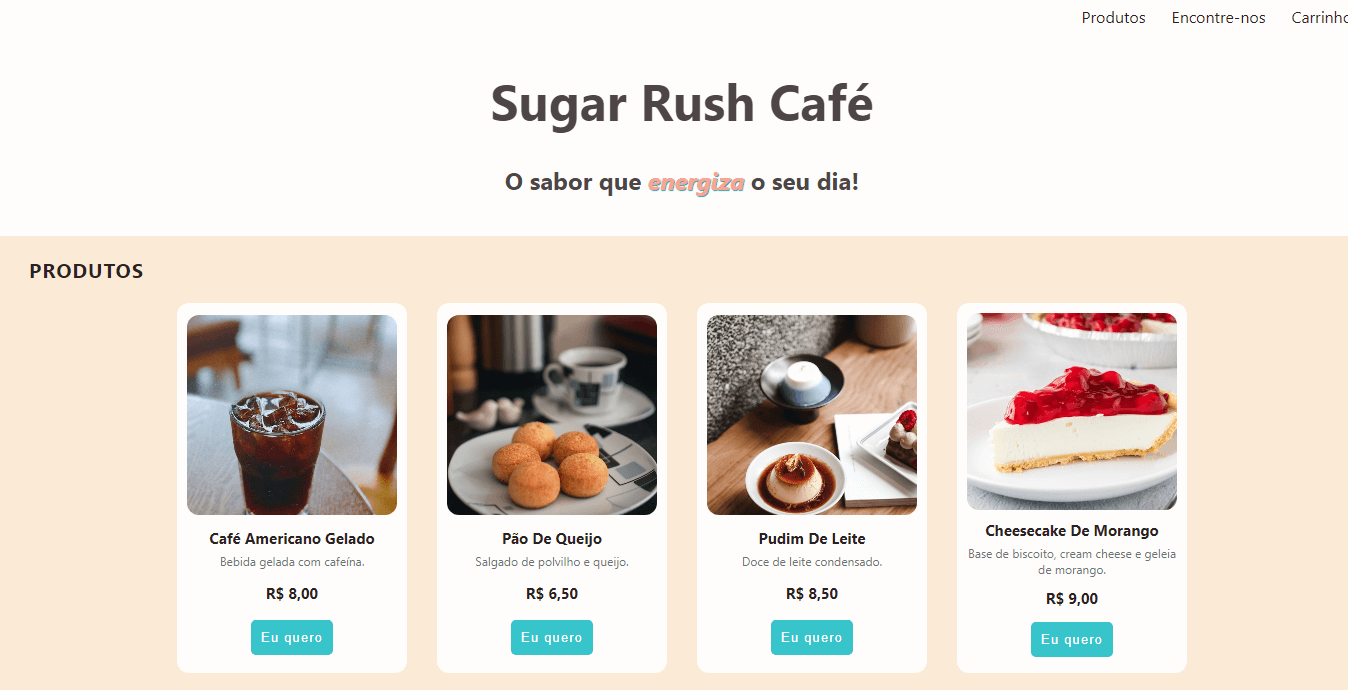 Produtos Encontre-nos Carrinho
Sugar Rush Café
O sabor que energiza o seu dia!
PRODUTOS
Café Americano Gelado
Bebida gelada com cafeína.
R$ 8,00
Eu quero
Pão De Queijo
Salgado de polvilho e queijo.
R$ 6,50
Eu quero
Pudim De Leite
Doce de leite condensado.
R$ 8,50
Eu quero
Cheesecake De Morango
Base de biscoito, cream cheese e geleia
de morango.
R$ 9,00
Eu quero